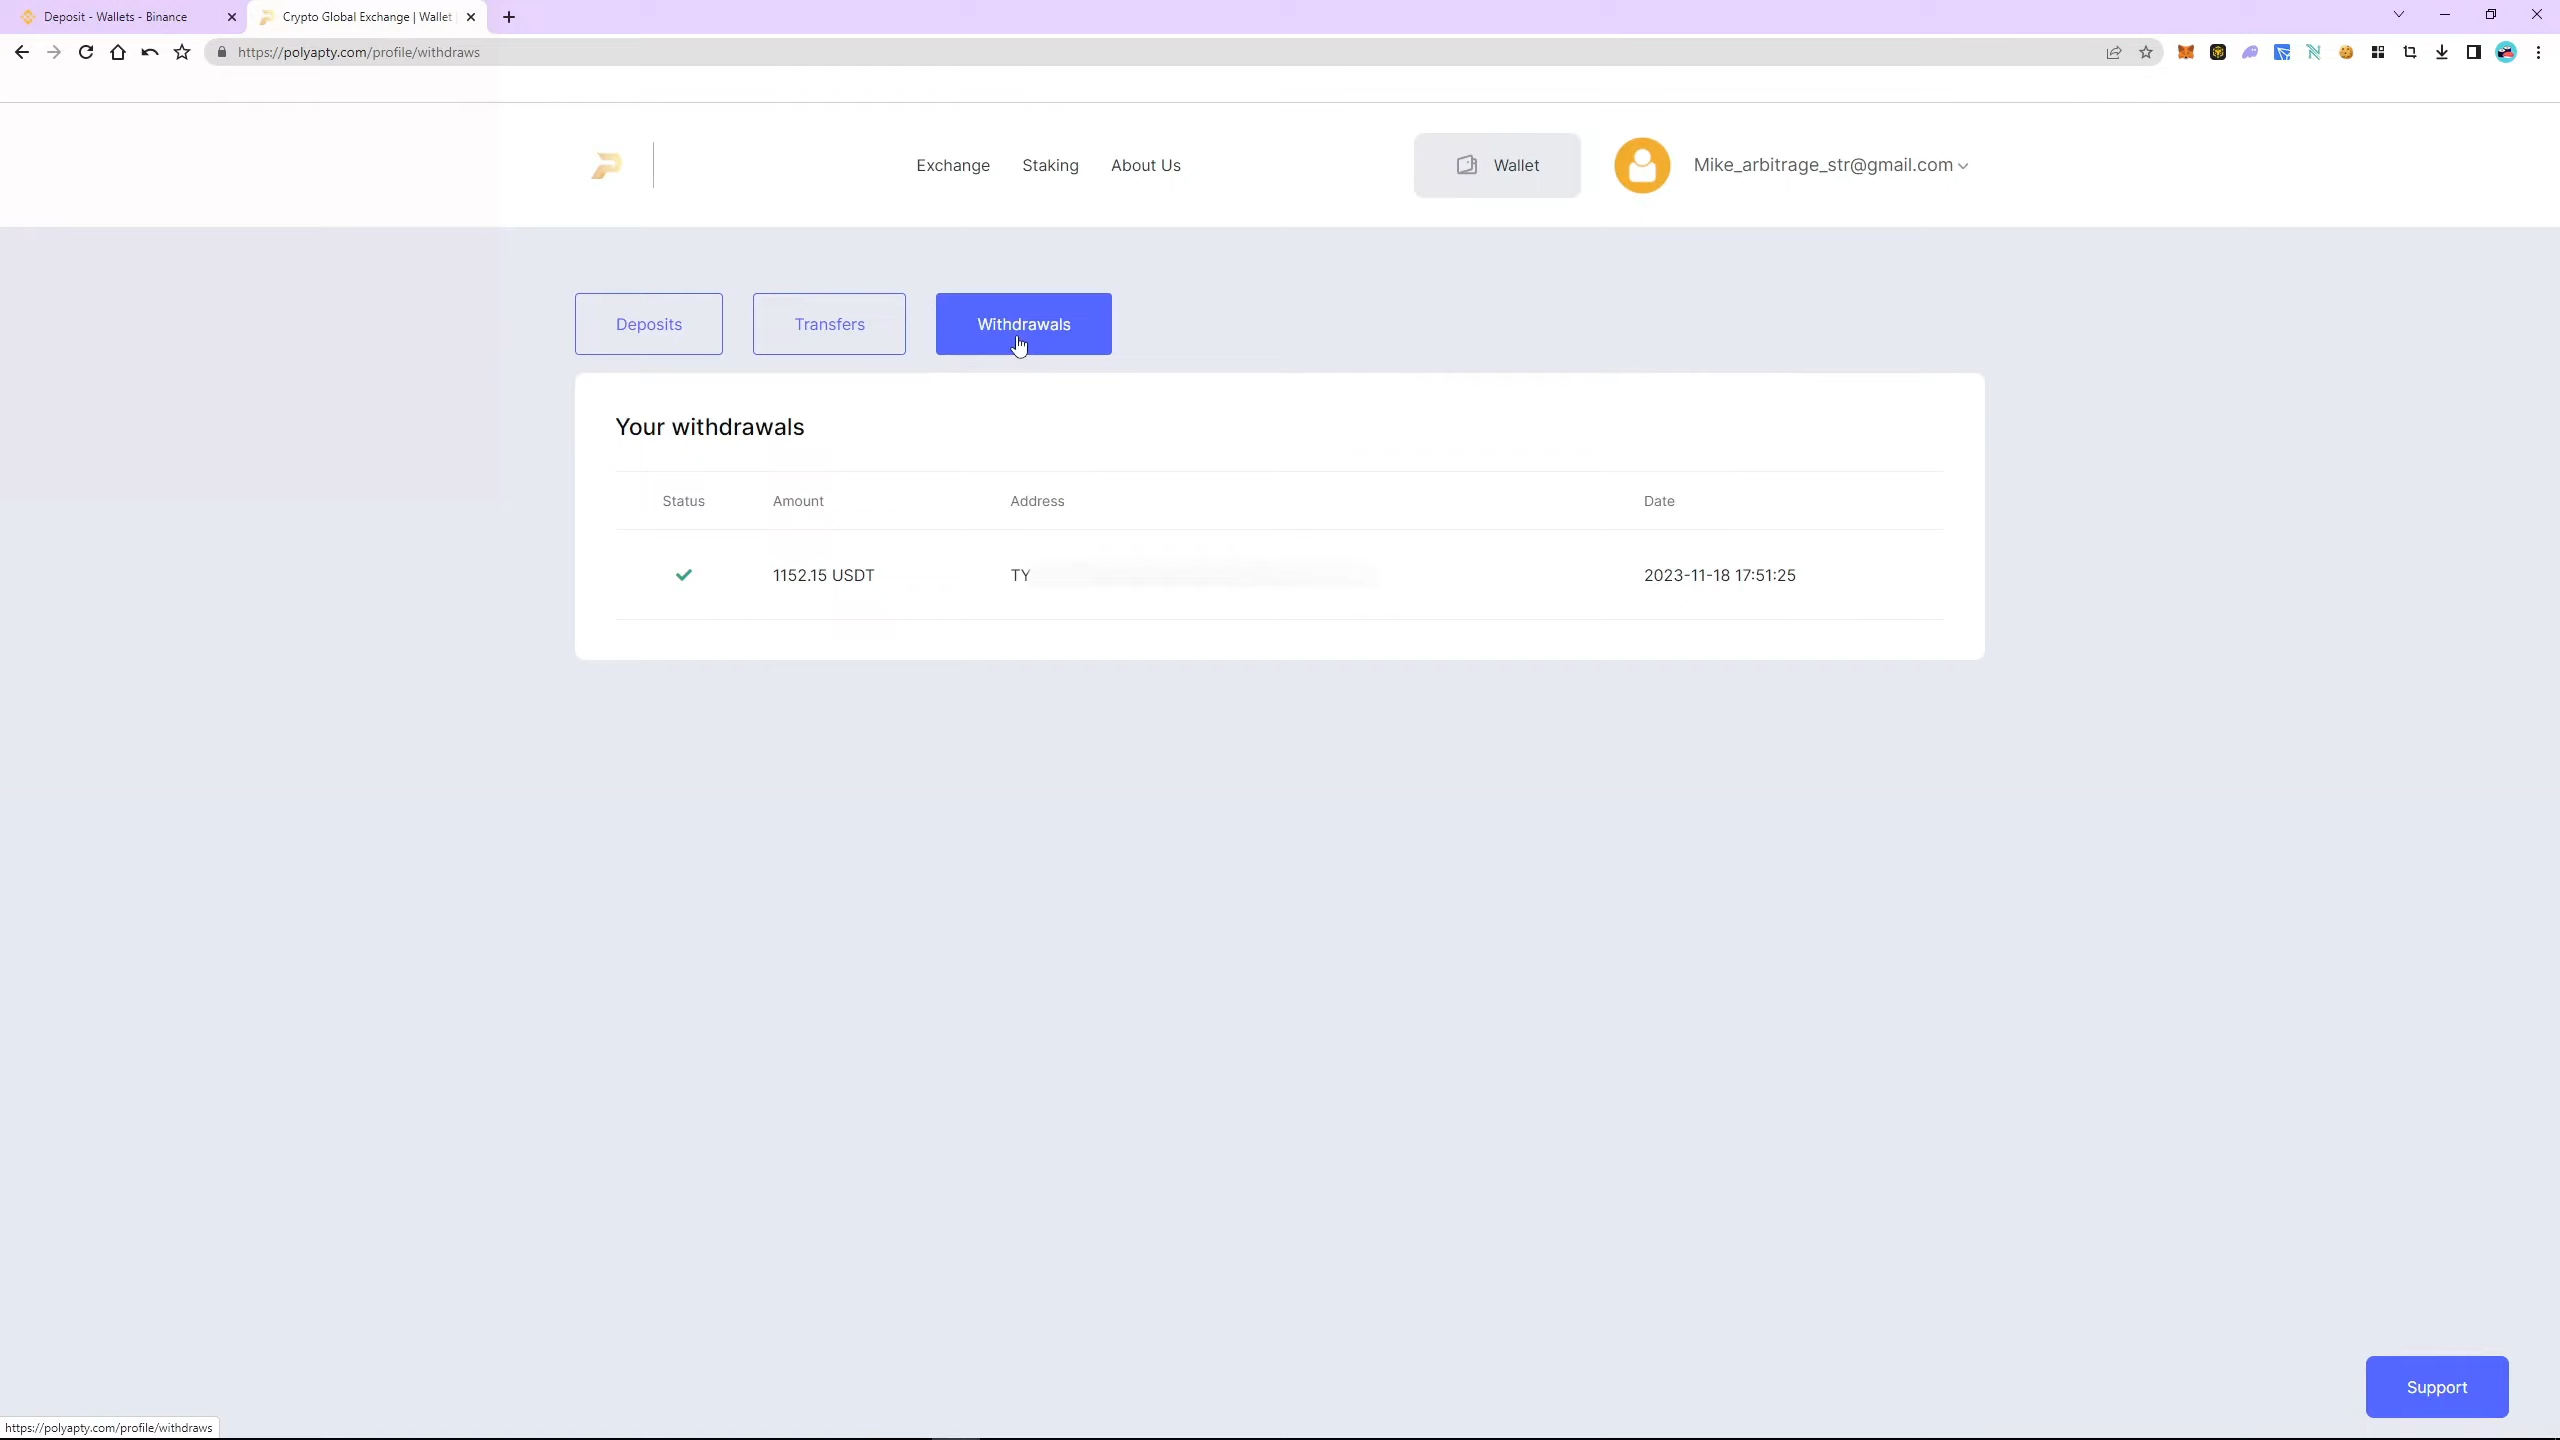 Deposit - Wallets - Binance
Crypto Global Exchange | Wallet
https://polyapty.com/profile/withdraws
Exchange
Staking
About Us
Wallet
Mike_arbitrage_str@gmail.com
Deposits
Transfers
Withdrawals
Your withdrawals
Status
Amount
Address
Date
1152.15 USDT
TY
2023-11-18 17:51:25
Support
https://polyapty.com/profile/withdraws